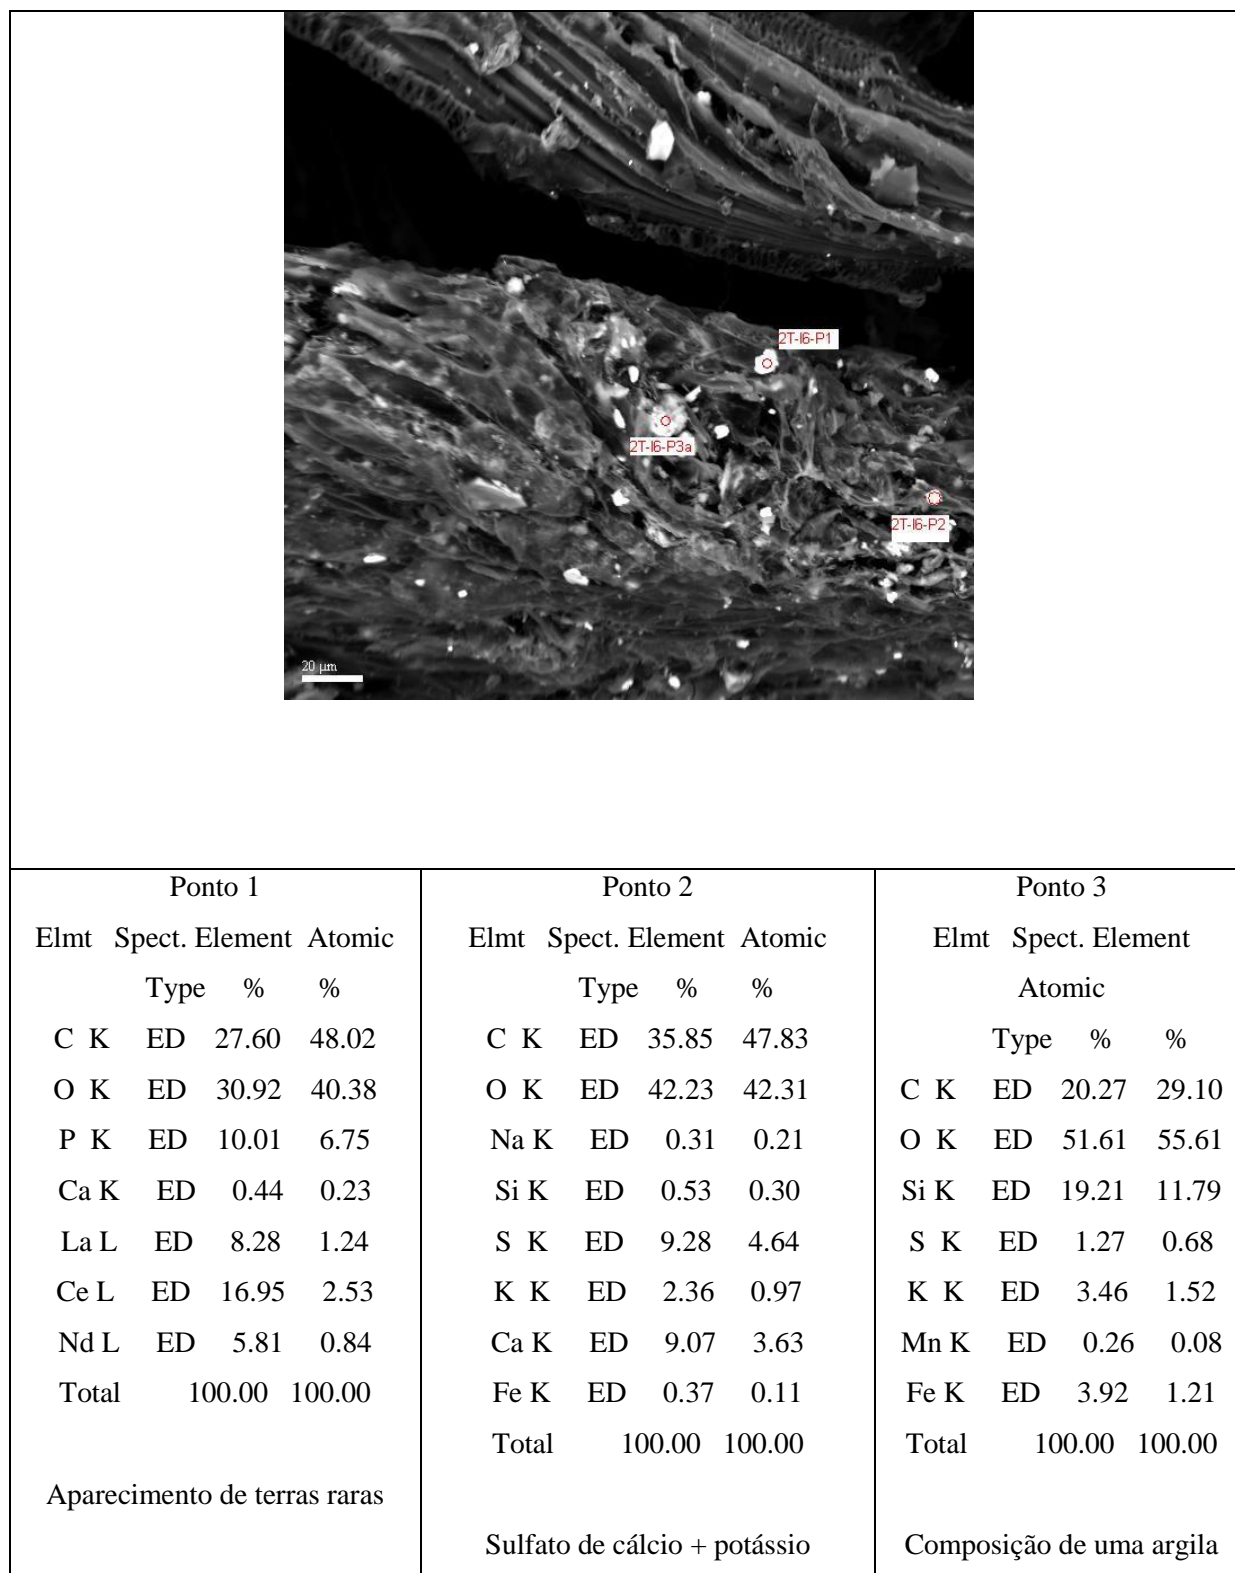 2T-I6-P1
2T-I6-P3a
2T-I6-P2
20 µm
Ponto 1
Elmt Spect. Element Atomic
Type % %
C K ED 27.60 48.02
O K ED 30.92 40.38
P K ED 10.01 6.75
Ca K ED 0.44 0.23
La L ED 8.28 1.24
Ce L ED 16.95 2.53
Nd L ED 5.81 0.84
Total 100.00 100.00
Aparecimento de terras raras
Ponto 2
Elmt Spect. Element Atomic
Type % %
C K ED 35.85 47.83
O K ED 42.23 42.31
Na K ED 0.31 0.21
Si K ED 0.53 0.30
S K ED 9.28 4.64
K K ED 2.36 0.97
Ca K ED 9.07 3.63
Fe K ED 0.37 0.11
Total 100.00 100.00
Sulfato de cálcio + potássio
Ponto 3
Elmt Spect. Element
Atomic
Type % %
C K ED 20.27 29.10
O K ED 51.61 55.61
Si K ED 19.21 11.79
S K ED 1.27 0.68
K K ED 3.46 1.52
Mn K ED 0.26 0.08
Fe K ED 3.92 1.21
Total 100.00 100.00
Composição de uma argila